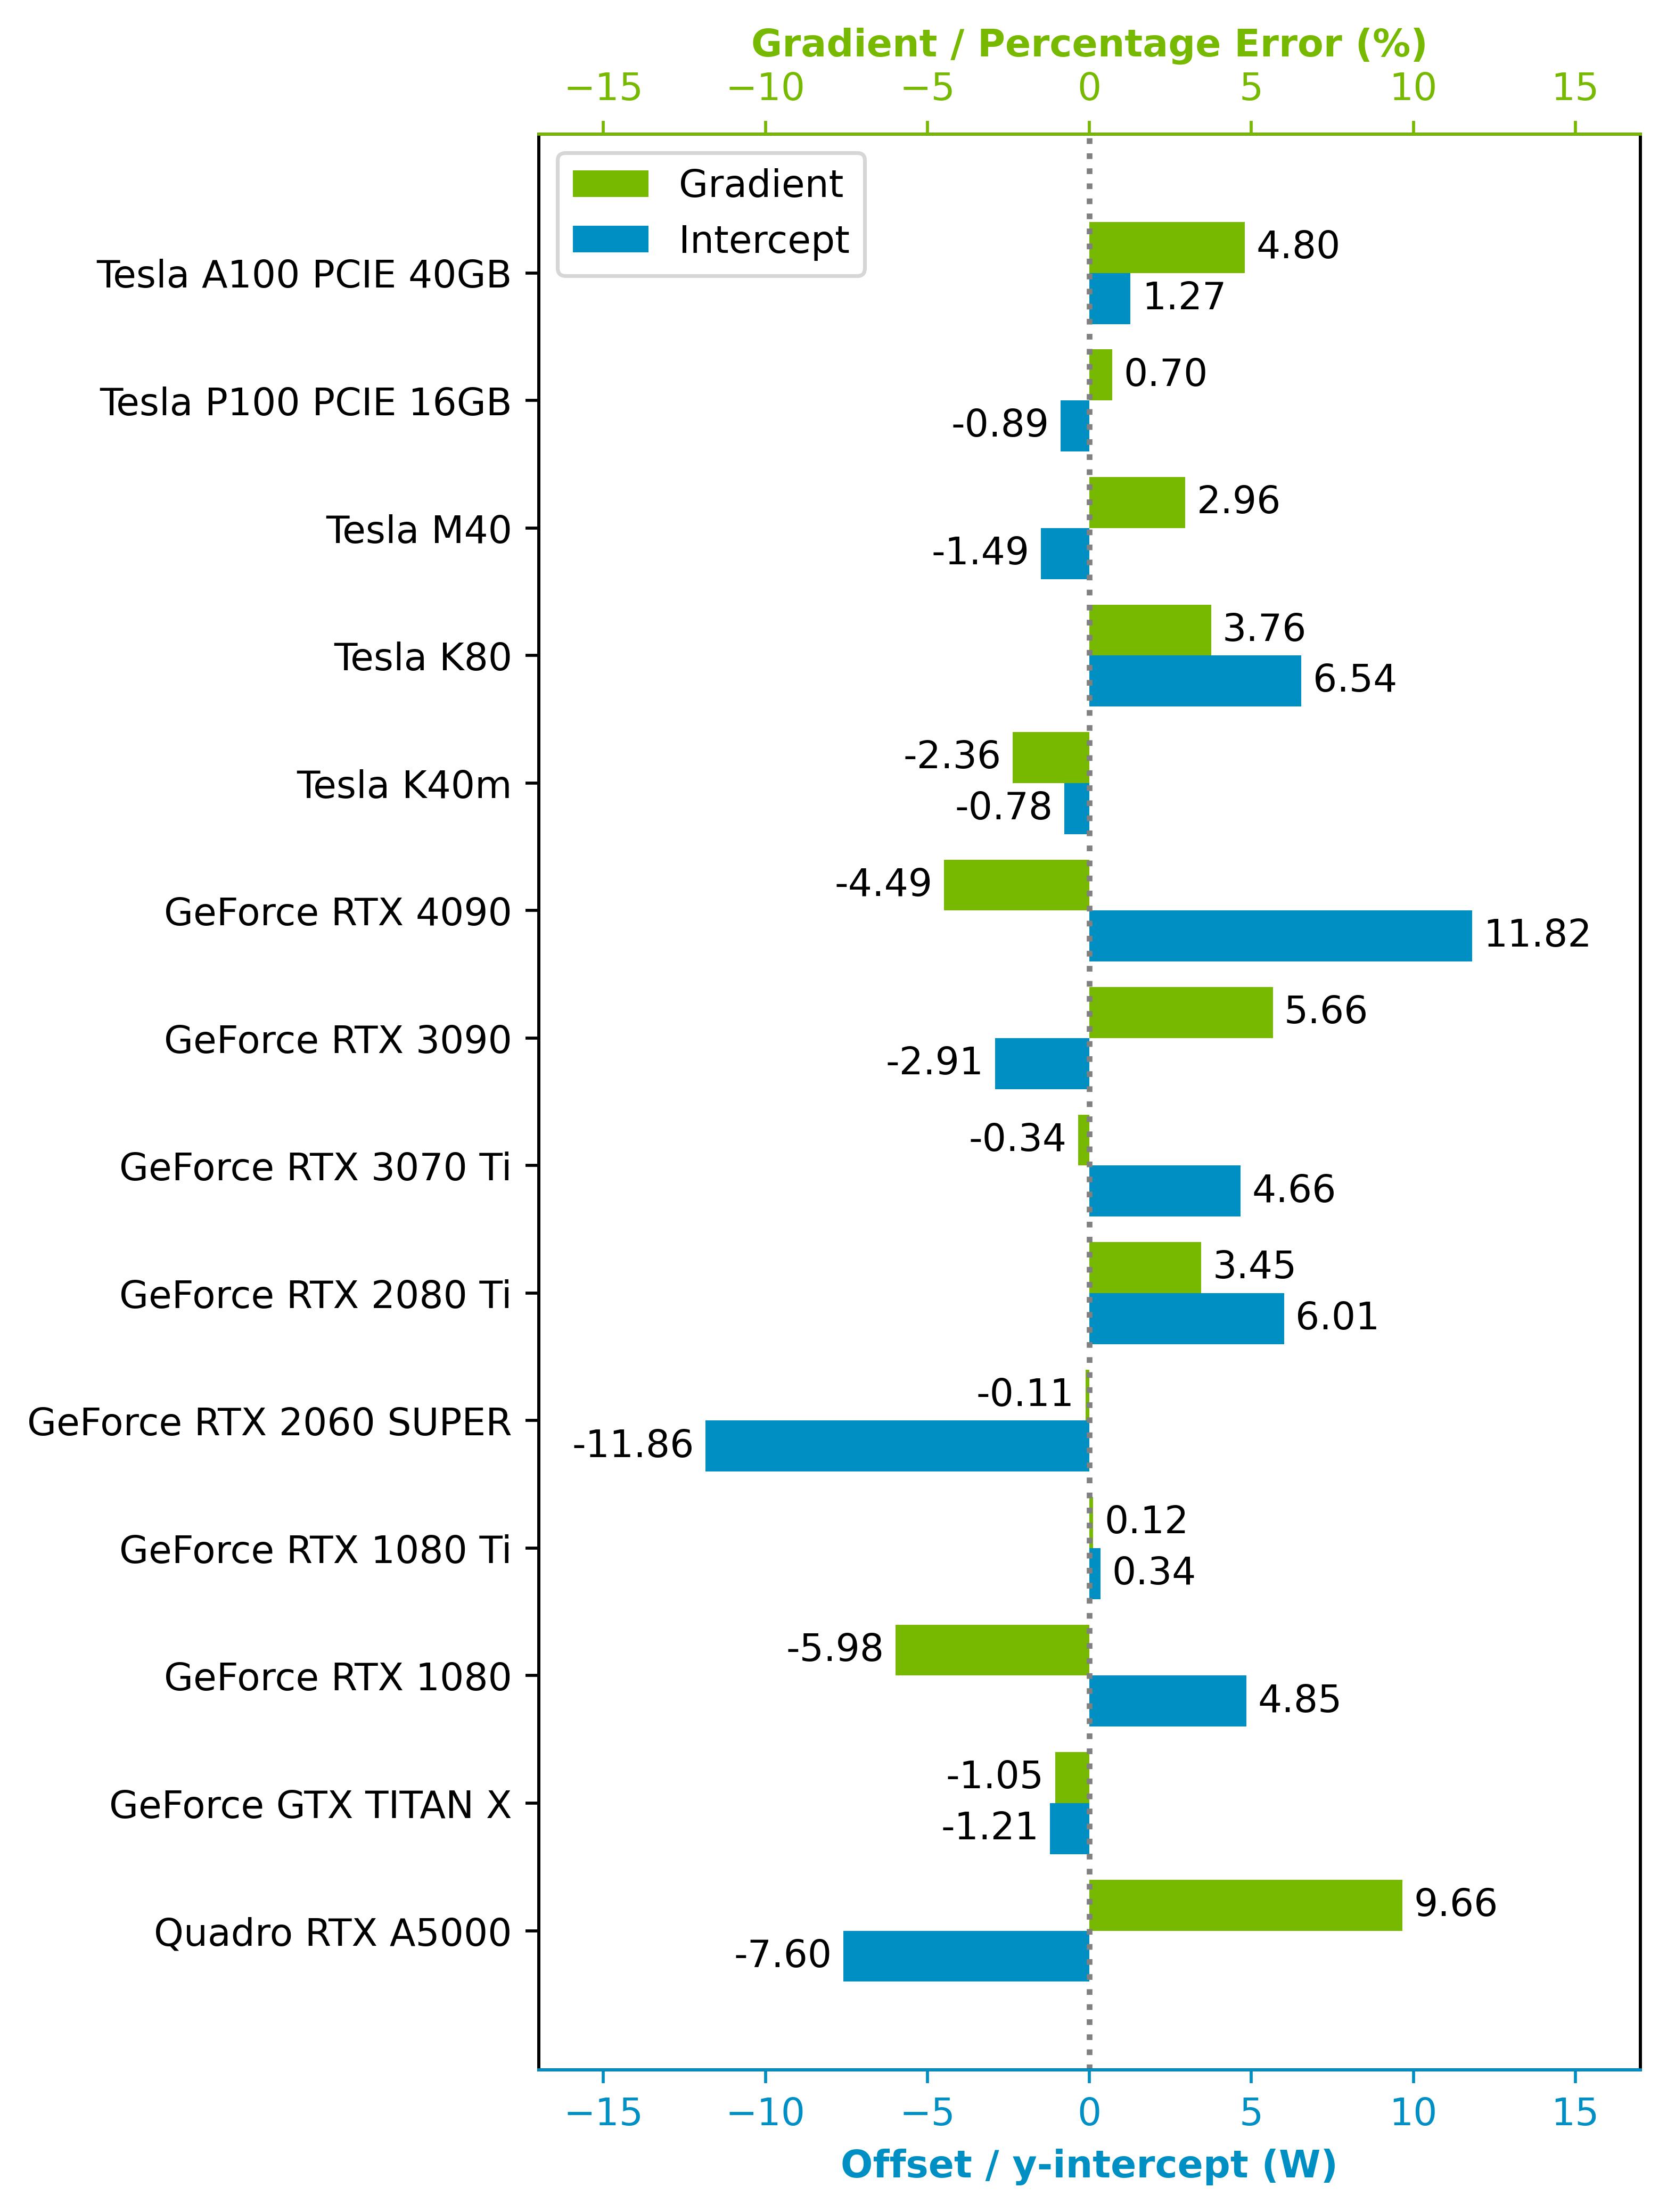 Gradient / Percentage Error (%)
−15 −10 −5 0 5 10 15
Gradient
Intercept
Tesla A100 PCIE 40GB
4.80
1.27
Tesla P100 PCIE 16GB
0.70
-0.89
Tesla M40
2.96
-1.49
Tesla K80
3.76
6.54
Tesla K40m
-2.36
-0.78
GeForce RTX 4090
-4.49
11.82
GeForce RTX 3090
5.66
-2.91
GeForce RTX 3070 Ti
-0.34
4.66
GeForce RTX 2080 Ti
3.45
6.01
GeForce RTX 2060 SUPER
-0.11
-11.86
GeForce RTX 1080 Ti
0.12
0.34
GeForce RTX 1080
-5.98
4.85
GeForce GTX TITAN X
-1.05
-1.21
Quadro RTX A5000
9.66
-7.60
−15 −10 −5 0 5 10 15
Offset / y-intercept (W)